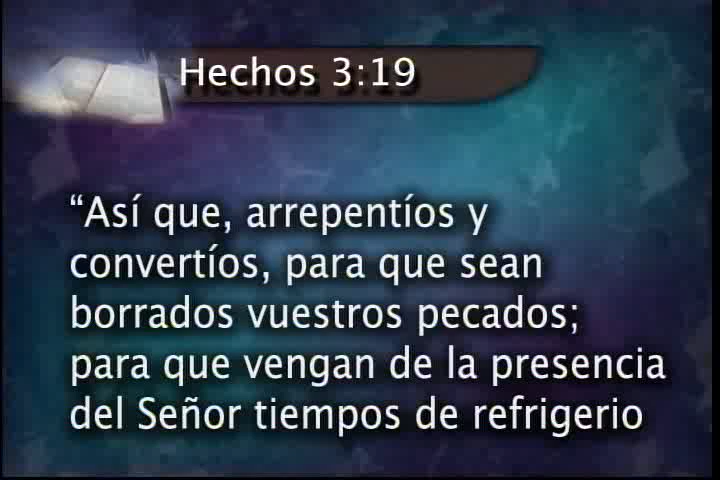 Hechos 3:19
“Así que, arrepentíos y
convertíos, para que sean
borrados vuestros pecados;
para que vengan de la presencia
del Señor tiempos de refrigerio